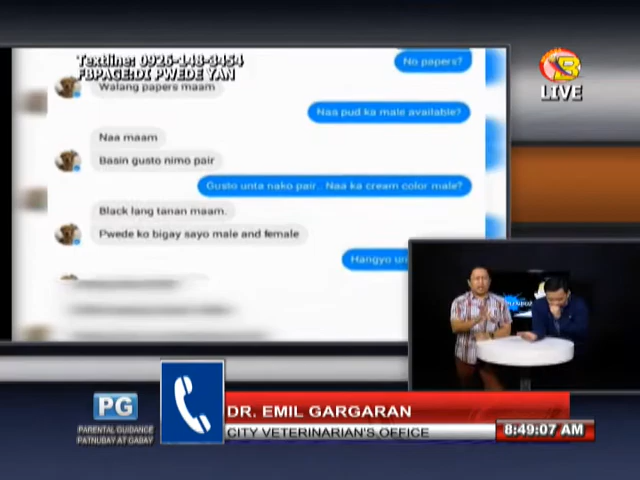 Textline: 0926-148-3454
FBPAGE:DI PWEDE YAN
No papers?
Walang papers maam
Naa pud ka male available?
Naa maam
Basin gusto nimo pair
Gusto unta nako pair.. Naa ka cream color male?
Black lang tanan maam.
Pwede ko bigay sayo male and female
Hangyo
LIVE
PG
PARENTAL GUIDANCE
PATNUBAY AT GABAY
DR. EMIL GARGARAN
CITY VETERINARIAN'S OFFICE
8:49:07 AM